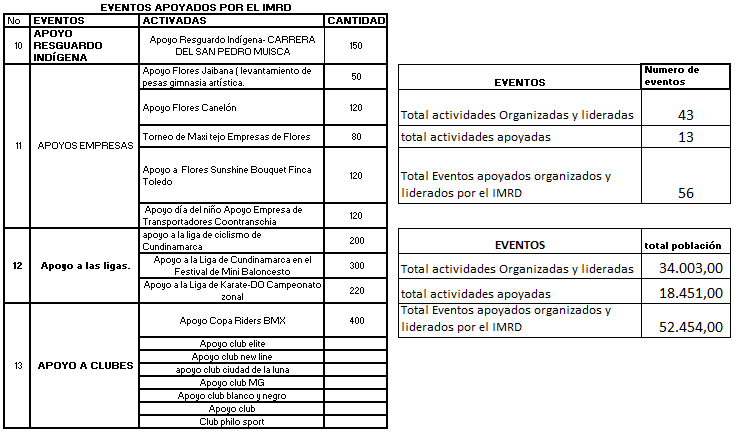 EVENTOS APOYADOS POR EL IMRD
No EVENTOS ACTIVADAS CANTIDAD
10 APOYO RESGUARDO INDÍGENA Apoyo Resguardo Indígena- CARRERA DEL SAN PEDRO MUISCA 150
11 APOYOS EMPRESAS
Apoyo Flores Jaibana ( levantamiento de pesas gimnasia artística. 50
Apoyo Flores Canelón 120
Torneo de Maxi tejo Empresas de Flores 80
Apoyo a Flores Sunshine Bouquet Finca Toledo 120
Apoyo día del niño Apoyo Empresa de Transportadores Coontranschia 120
12 Apoyo a las ligas.
apoyo a la liga de ciclismo de Cundinamarca 200
Apoyo a la Liga de Cundinamarca en el Festival de Mini Baloncesto 300
Apoyo a la Liga de Karate-DO Campeonato zonal 220
13 APOYO A CLUBES
Apoyo Copa Riders BMX 400
Apoyo club elite
Apoyo club new line
apoyo club ciudad de la luna
Apoyo club MG
Apoyo club blanco y negro
Apoyo club
Club philo sport
EVENTOS Numero de eventos
Total actividades Organizadas y lideradas 43
total actividades apoyadas 13
Total Eventos apoyados organizados y liderados por el IMRD 56
EVENTOS total población
Total actividades Organizadas y lideradas 34.003,00
total actividades apoyadas 18.451,00
Total Eventos apoyados organizados y liderados por el IMRD 52.454,00